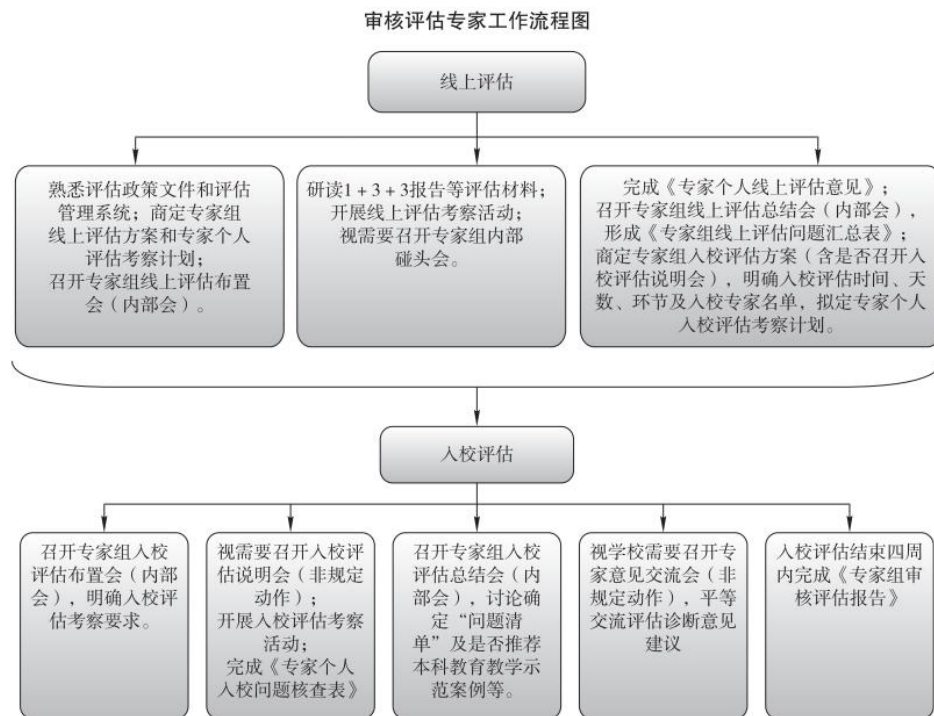 审核评估专家工作流程图
线上评估
熟悉评估政策文件和评估
管理系统；商定专家组
线上评估方案和专家个人
评估考察计划；
召开专家组线上评估布置
会（内部会）。
研读1+3+3报告等评估材料；
开展线上评估考察活动；
视需要召开专家组内部
碰头会。
完成《专家个人线上评估意见》；
召开专家组线上评估总结会（内部会），
形成《专家组线上评估问题汇总表》；
商定专家组入校评估方案（含是否召开入
校评估说明会），明确入校评估时间、天
数、环节及入校专家名单，拟定专家个人
入校评估考察计划。
入校评估
召开专家组入校
评估布置会（内部
会），明确入校评
估考察要求。
视需要召开入校评
估说明会（非规定
动作）；
开展入校评估考察
活动；
完成《专家个人
入校问题核查表》
召开专家组入校
评估总结会（内
部会），讨论确
定“问题清
单”及是否推荐
本科教育教学示
范案例等。
视学校需要召开专
家意见交流会（非
规定动作），平等
交流评估诊断意见
建议
入校评估结束四周
内完成《专家组审
核评估报告》